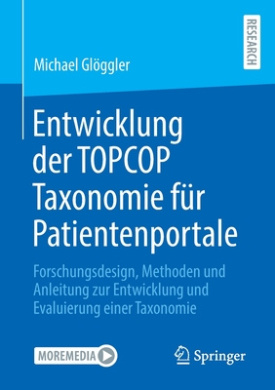 RESEARCH
Michael Glöggler
Entwicklung
der TOPCOP
Taxonomie für
Patientenportale
Forschungsdesign, Methoden und
Anleitung zur Entwicklung und
Evaluierung einer Taxonomie
MOREMEDIA
Springer